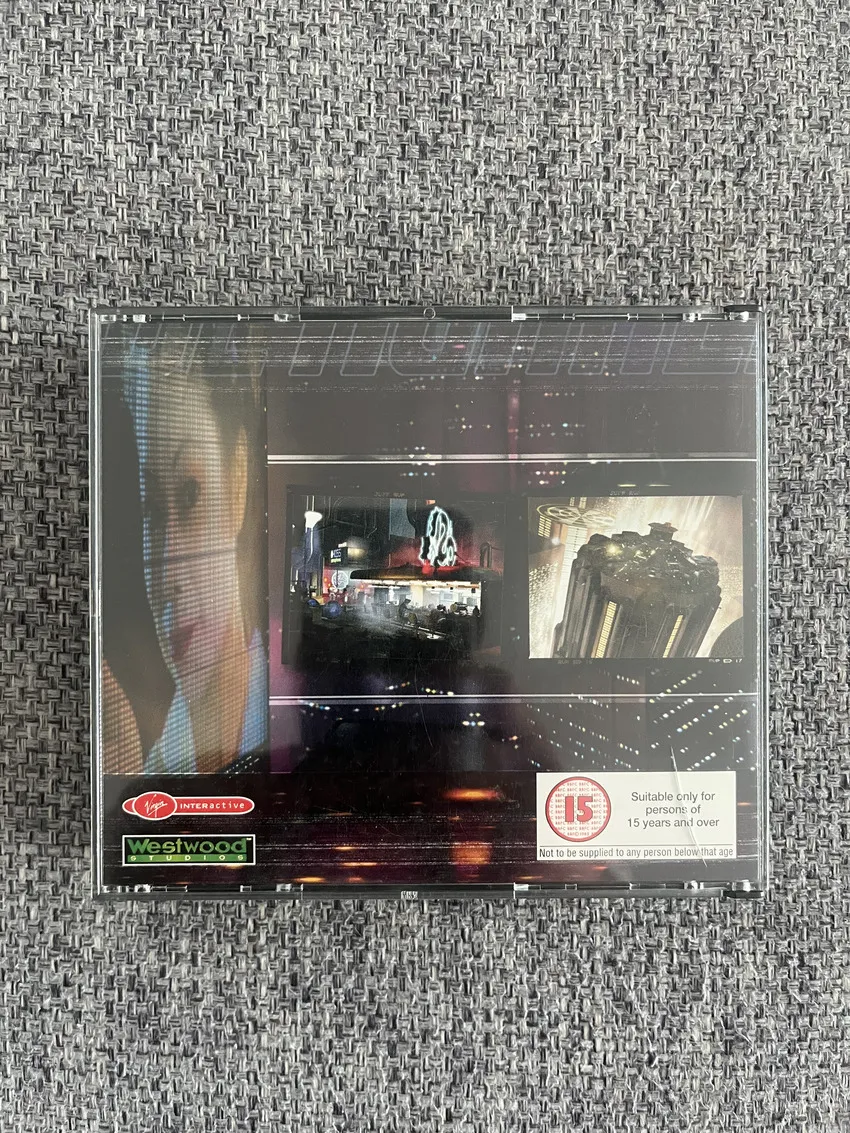 Virgin INTERactive
Westwood™
STUDIOS
15
Suitable only for
persons of
15 years and over
Not to be supplied to any person below that age